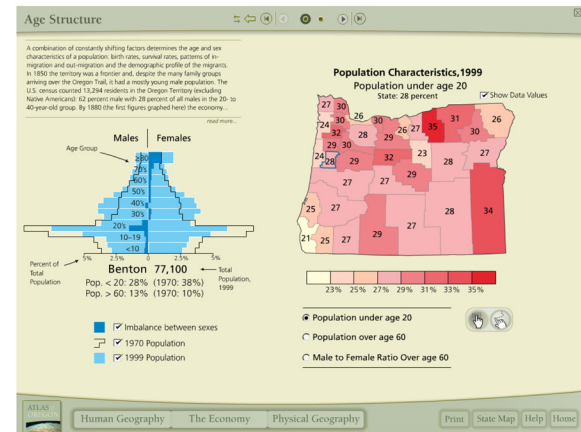 Age Structure
A combination of constantly shifting factors determines the age and sex
characteristics of a population: birth rates, survival rates, patterns of in-
migration and out-migration and the demographic profile of the migrants.
In 1850 the territory was a frontier and, despite the many family groups
arriving over the Oregon Trail, it had a mostly young male population. The
U.S. census counted 13,294 residents in the Oregon Territory (excluding
Native Americans): 62 percent male with 28 percent of all males in the 20- to
40-year-old group. By 1880 (the first figures graphed here) the economy...
read more...
Males Females
Age Group
≥80
70's
60's
50's
40's
30's
20's
10-19
<10
5% 2.5% 0 2.5% 5%
Percent of
Total
Population
Benton 77,100
Total
Population,
1999
Pop. < 20: 28% (1970: 38%)
Pop. > 60: 13% (1970: 10%)
Imbalance between sexes
1970 Population
1999 Population
Population Characteristics,1999
Population under age 20
State: 28 percent
Show Data Values
27 30 26 31 26
24 30 30 35 30
32 28 29 26 27
29 30
24 28 29 32 23 28 27
27 27 29
25 27 28 34
21 25 27 29
23% 25% 27% 29% 31% 33% 35%
Population under age 20
Population over age 60
Male to Female Ratio Over age 60
ATLAS
OREGON
Human Geography The Economy Physical Geography
Print State Map Help Home